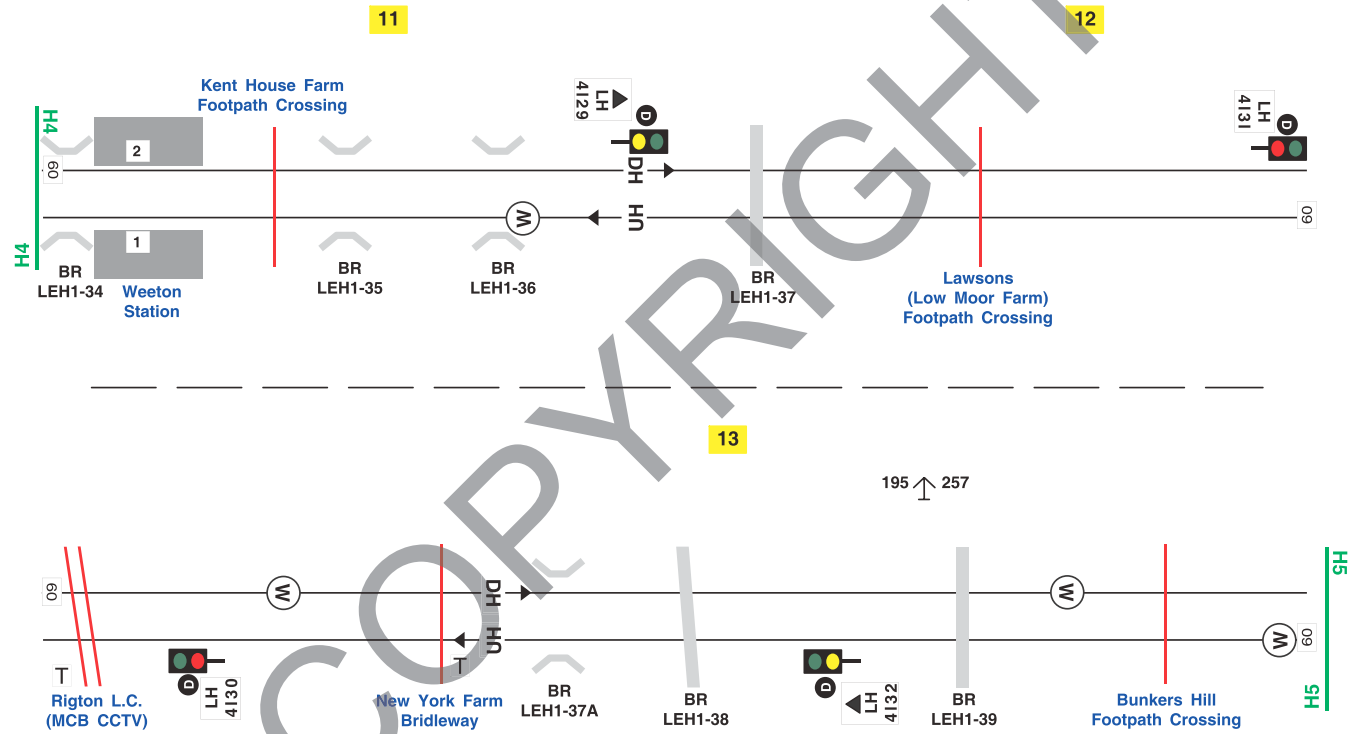 11
12
Kent House Farm
Footpath Crossing
LH
4129
D
LH
4131
D
H4
60
2
DH
UH
W
60
H4
1
BR
LEH1-34
Weeton
Station
BR
LEH1-35
BR
LEH1-36
BR
LEH1-37
Lawsons
(Low Moor Farm)
Footpath Crossing
13
195 257
H5
60
W
DH
W
UH
W
60
T
T
D
LH
4130
D
LH
4132
H5
Rigton L.C.
(MCB CCTV)
New York Farm
Bridleway
BR
LEH1-37A
BR
LEH1-38
BR
LEH1-39
Bunkers Hill
Footpath Crossing
COPYRIGHT